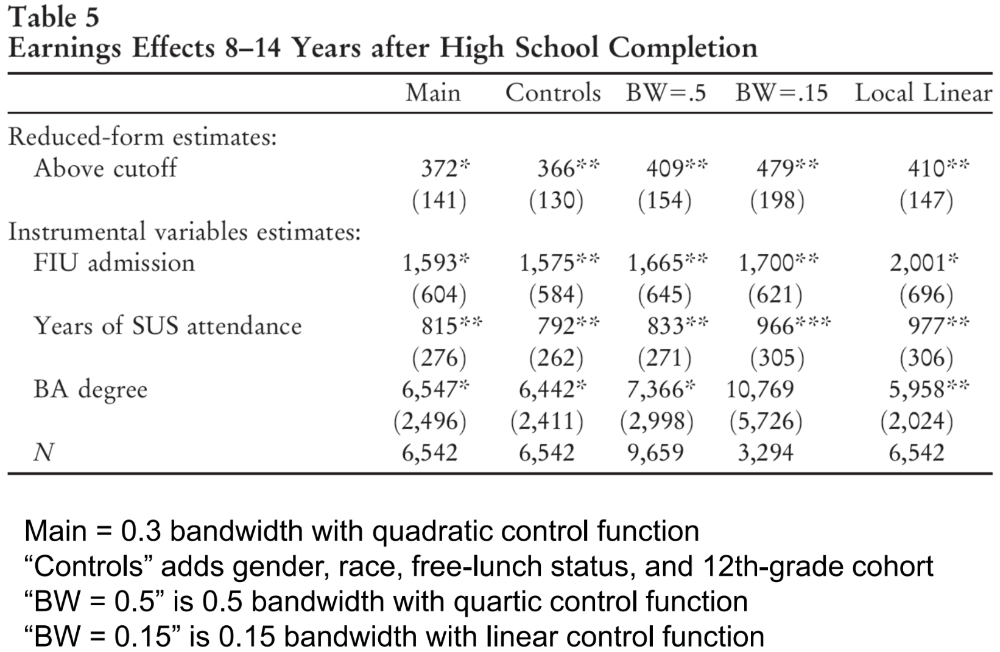 Table 5
Earnings Effects 8–14 Years after High School Completion
Main Controls BW=.5 BW=.15 Local Linear
Reduced-form estimates:
Above cutoff 372* 366** 409** 479** 410**
(141) (130) (154) (198) (147)
Instrumental variables estimates:
FIU admission 1,593* 1,575** 1,665** 1,700** 2,001*
(604) (584) (645) (621) (696)
Years of SUS attendance 815** 792** 833** 966*** 977**
(276) (262) (271) (305) (306)
BA degree 6,547* 6,442* 7,366* 10,769 5,958**
(2,496) (2,411) (2,998) (5,726) (2,024)
N 6,542 6,542 9,659 3,294 6,542
Main = 0.3 bandwidth with quadratic control function
“Controls” adds gender, race, free-lunch status, and 12th-grade cohort
“BW = 0.5” is 0.5 bandwidth with quartic control function
“BW = 0.15” is 0.15 bandwidth with linear control function